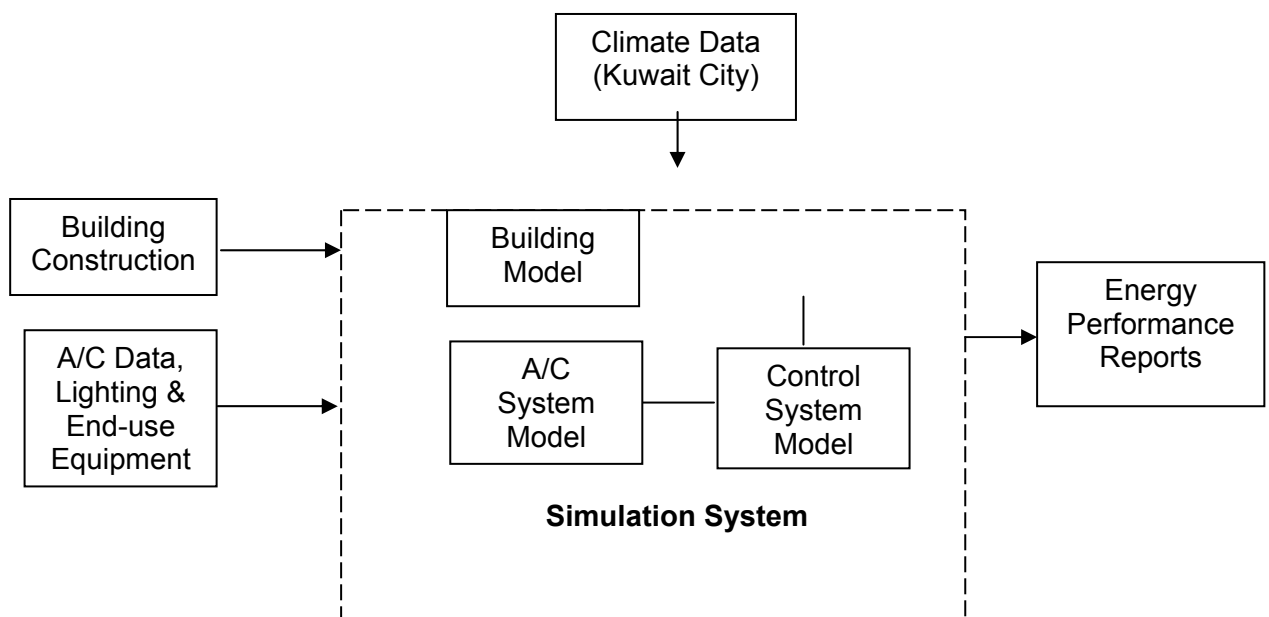 Climate Data
(Kuwait City)
Building
Construction
Building
Model
Energy
Performance
Reports
A/C Data,
Lighting &
End-use
Equipment
A/C
System
Model
Control
System
Model
Simulation System